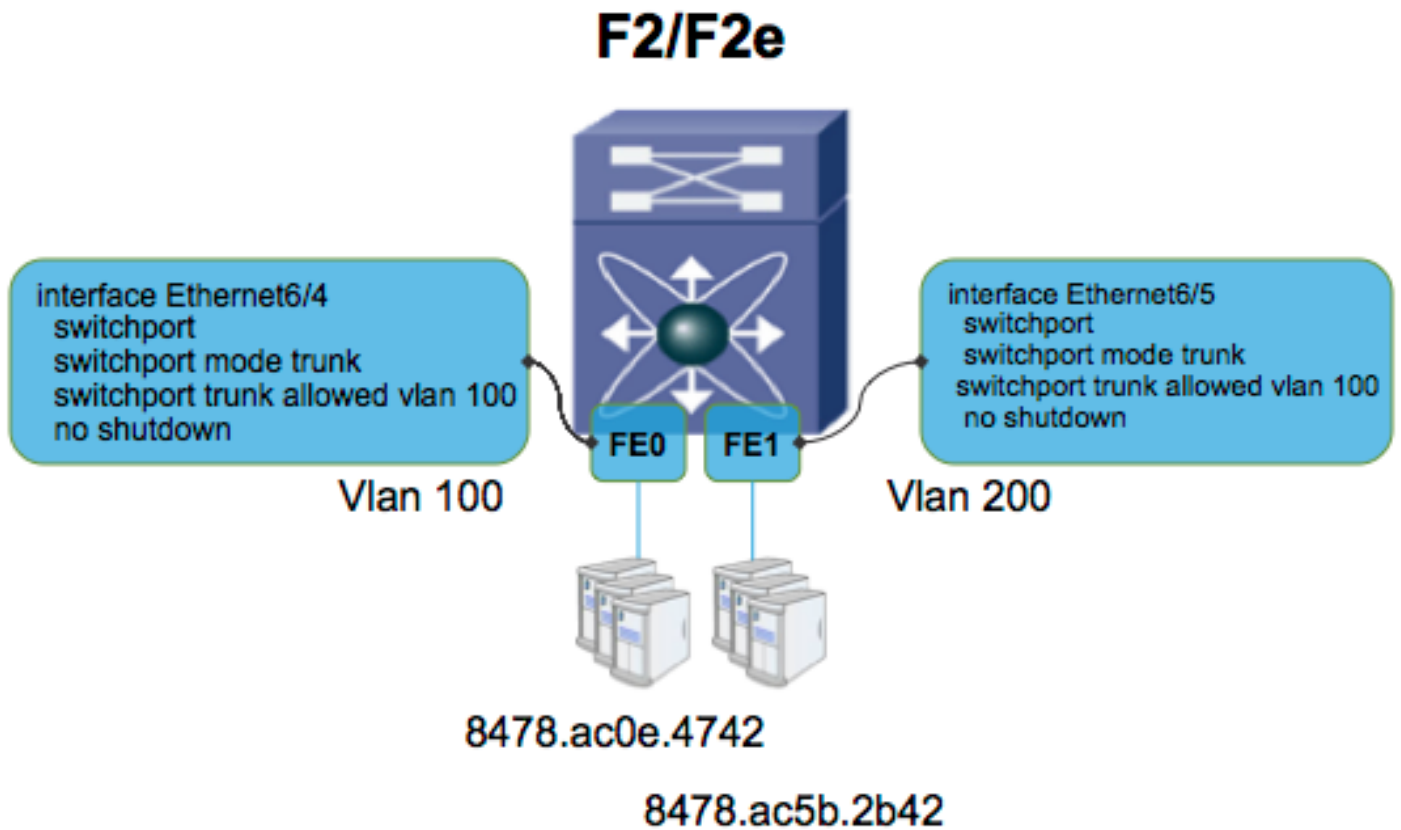 F2/F2e
interface Ethernet6/4
switchport
switchport mode trunk
switchport trunk allowed vlan 100
no shutdown
interface Ethernet6/5
switchport
switchport mode trunk
switchport trunk allowed vlan 100
no shutdown
FE0
FE1
Vlan 100
Vlan 200
8478.ac0e.4742
8478.ac5b.2b42